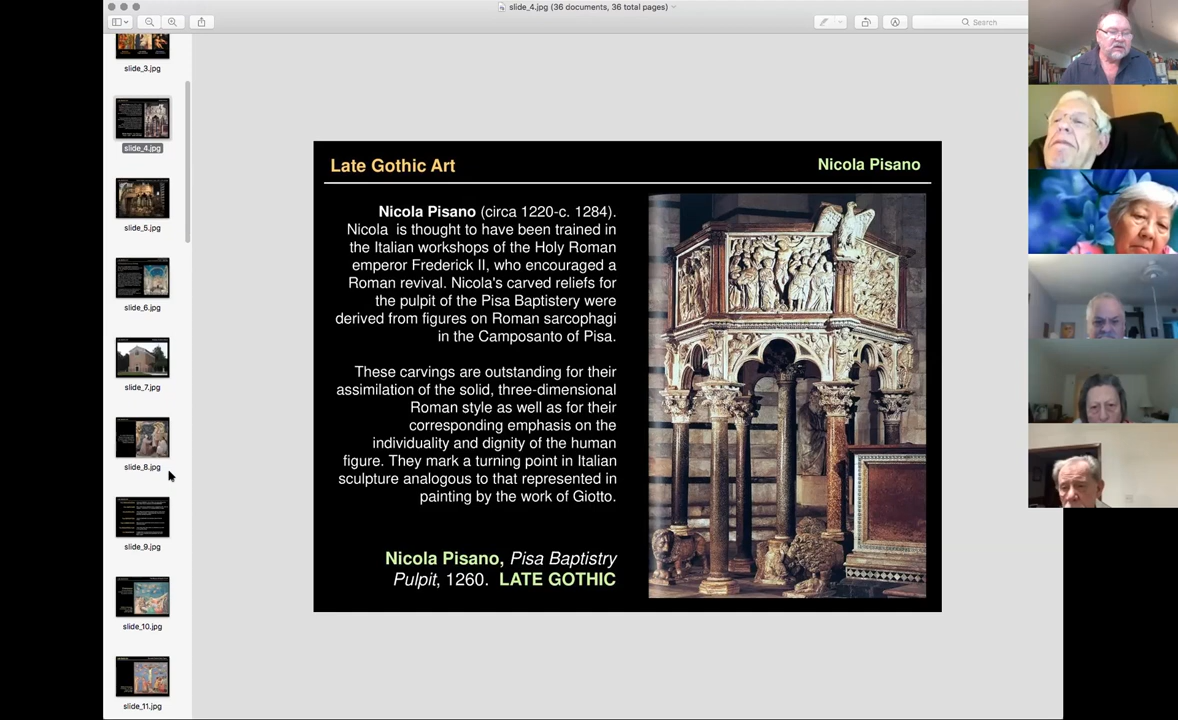 slide_4.jpg (36 documents, 36 total pages)
Search
slide_3.jpg
slide_4.jpg
slide_5.jpg
slide_6.jpg
slide_7.jpg
slide_8.jpg
slide_9.jpg
slide_10.jpg
slide_11.jpg
Late Gothic Art
Nicola Pisano
Nicola Pisano (circa 1220-c. 1284).
Nicola is thought to have been trained in
the Italian workshops of the Holy Roman
emperor Frederick II, who encouraged a
Roman revival. Nicola's carved reliefs for
the pulpit of the Pisa Baptistery were
derived from figures on Roman sarcophagi
in the Camposanto of Pisa.
These carvings are outstanding for their
assimilation of the solid, three-dimensional
Roman style as well as for their
corresponding emphasis on the
individuality and dignity of the human
figure. They mark a turning point in Italian
sculpture analogous to that represented in
painting by the work of Giotto.
Nicola Pisano, Pisa Baptistry
Pulpit, 1260. LATE GOTHIC